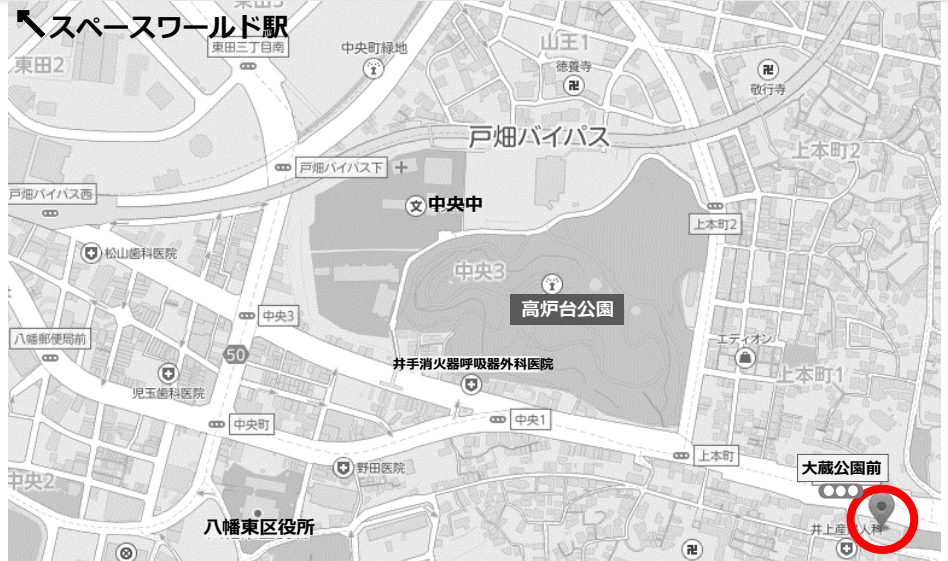 スペースワールド駅
東田3
東田三丁目南
東田2
中央町緑地
山王1
徳養寺
敬行寺
戸畑バイパス
上本町2
戸畑バイパス下
戸畑バイパス西
中央中
上本町2
松山歯科医院
中央3
高炉台公園
中央3
八幡郵便局前
50
エディオン
井手消火器呼吸器外科医院
児玉歯科医院
上本町1
中央町
中央1
上本町
野田医院
大蔵公園前
中央2
八幡東区役所
井上産婦人科